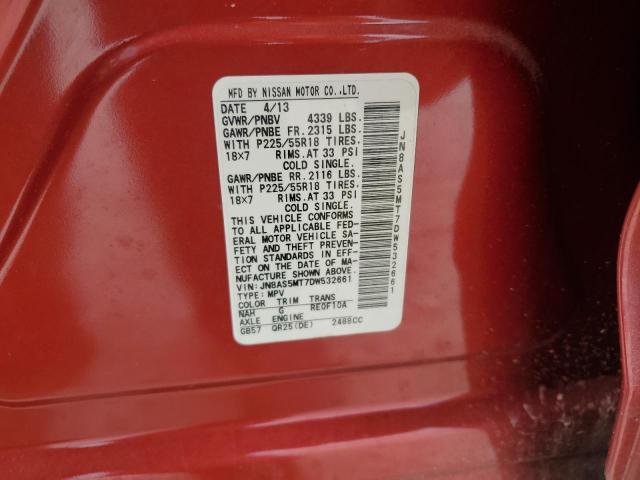 MFD BY NISSAN MOTOR CO.,LTD.
DATE 4/13
GVWR/PNBV 4339 LBS.
GAWR/PNBE FR. 2315 LBS.
WITH P225/55R18 TIRES.
18X7 RIMS.AT 33 PSI
COLD SINGLE.
GAWR/PNBE RR. 2116 LBS.
WITH P225/55R18 TIRES.
18X7 RIMS.AT 33 PSI
COLD SINGLE.
THIS VEHICLE CONFORMS
TO ALL APPLICABLE FED-
ERAL MOTOR VEHICLE SA-
FETY AND THEFT PREVEN-
TION STANDARDS IN EFF-
ECT ON THE DATE OF MA-
NUFACTURE SHOWN ABOVE.
VIN: JN8AS5MT7DW532661
TYPE: MPV
COLOR TRIM TRANS
NAH G RE0F10A
AXLE ENGINE
GB57 QR25(DE) 2488CC
JN8AS5MT7DW532661